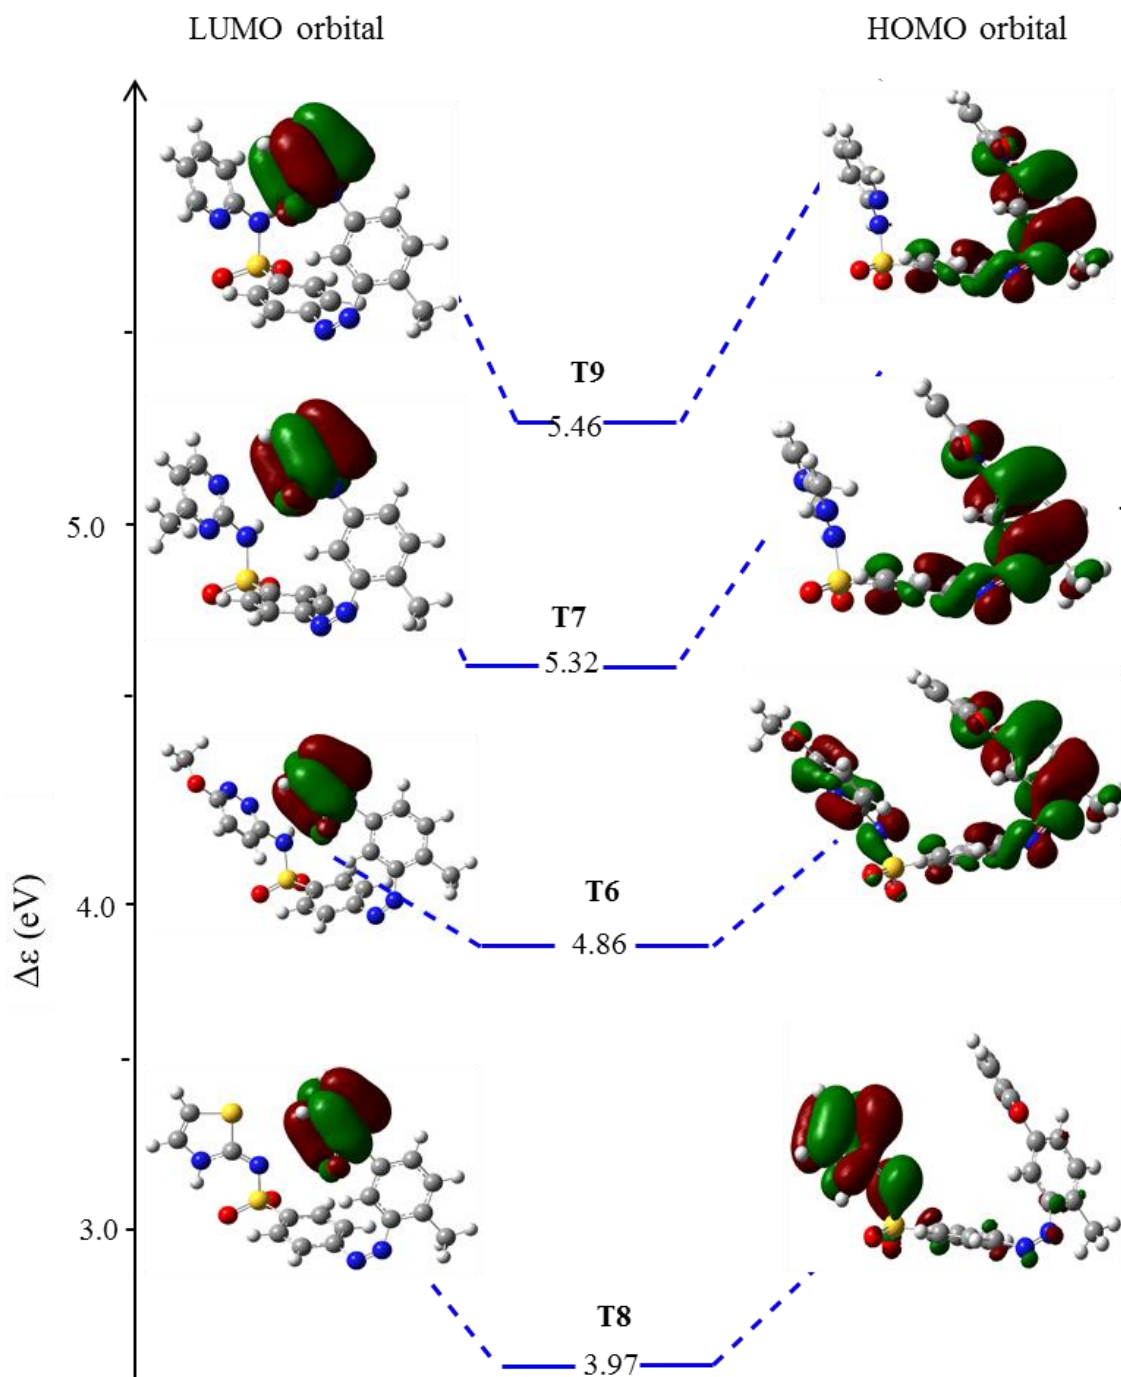 LUMO orbital
HOMO orbital
T9
5.46
5.0
T7
5.32
T6
4.0
4.86
Δε (eV)
3.0
T8
3.97